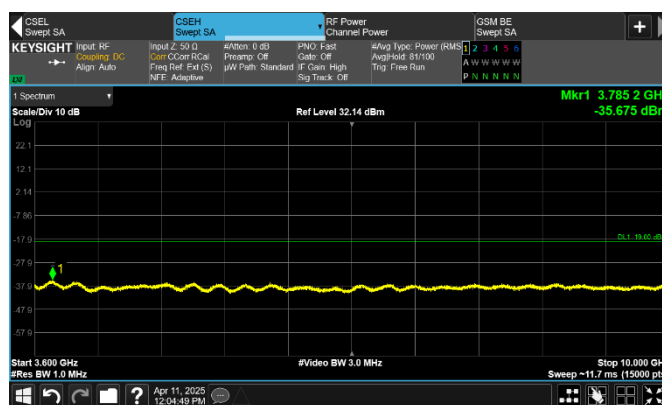 CSEL
Swept SA
CSEH
Swept SA
RF Power
Channel Power
GSM BE
Swept SA
+
KEYSIGHT
Input: RF
Coupling: DC
Align: Auto
Input Z: 50 Ω
Corr CCorr RCal
Freq Ref: Ext (S)
NFE: Adaptive
#Atten: 0 dB
Preamp: Off
µW Path: Standard
PNO: Fast
Gate: Off
IF Gain: High
Sig Track: Off
#Avg Type: Power (RMS)
Avg|Hold: 81/100
Trig: Free Run
1 2 3 4 5 6
A W W W W W
P N N N N N
1 Spectrum
Mkr1 3.785 2 GH
-35.675 dBr
Scale/Div 10 dB
Ref Level 32.14 dBm
Log
22.1
12.1
2.14
-7.86
-17.9
DL1 -19.00 dB
-27.9
1
-37.9
-47.9
-57.9
Start 3.600 GHz
#Video BW 3.0 MHz
Stop 10.000 GH
#Res BW 1.0 MHz
Sweep ~11.7 ms (15000 pts
?
Apr 11, 2025
12:04:49 PM